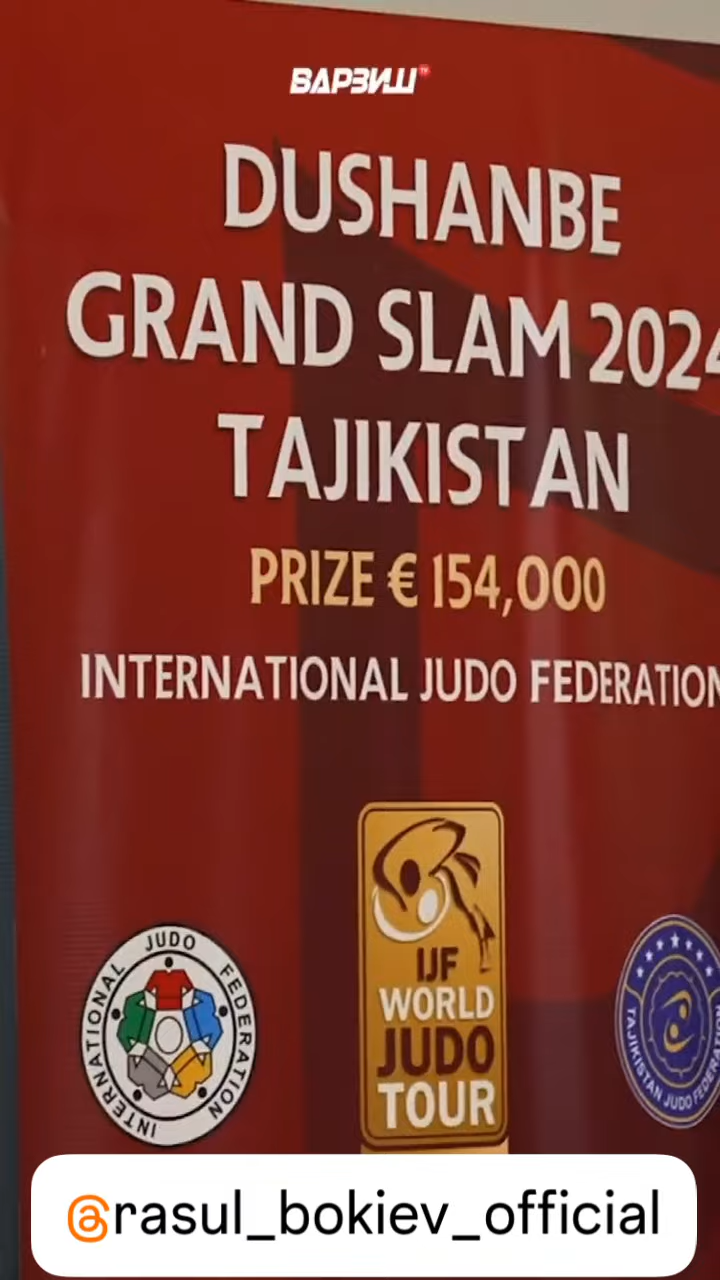 ВАРЗИШ TV
DUSHANBE
GRAND SLAM 2024
TAJIKISTAN
PRIZE € 154,000
INTERNATIONAL JUDO FEDERATION
INTERNATIONAL JUDO FEDERATION
IJF
WORLD
JUDO
TOUR
TAJIKISTAN JUDO FEDERATION
@rasul_bokiev_official